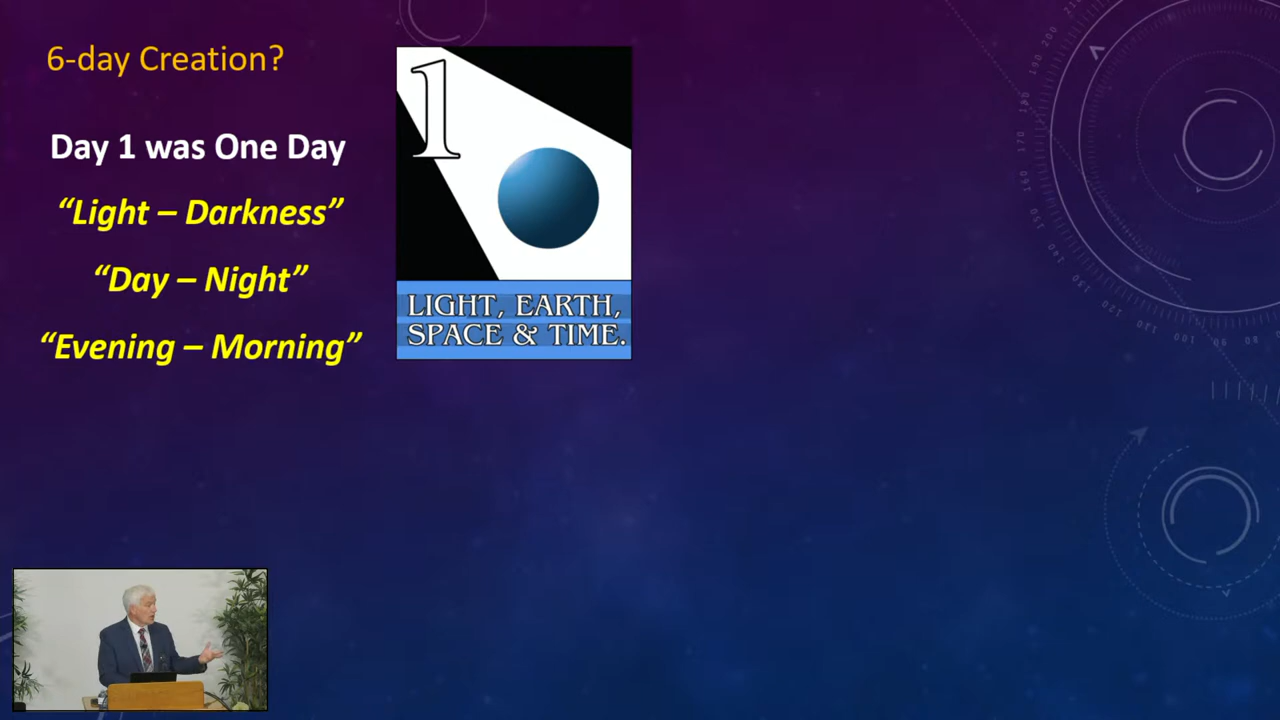 6-day Creation?
Day 1 was One Day
“Light – Darkness”
“Day – Night”
“Evening – Morning”
1
LIGHT, EARTH,
SPACE & TIME.